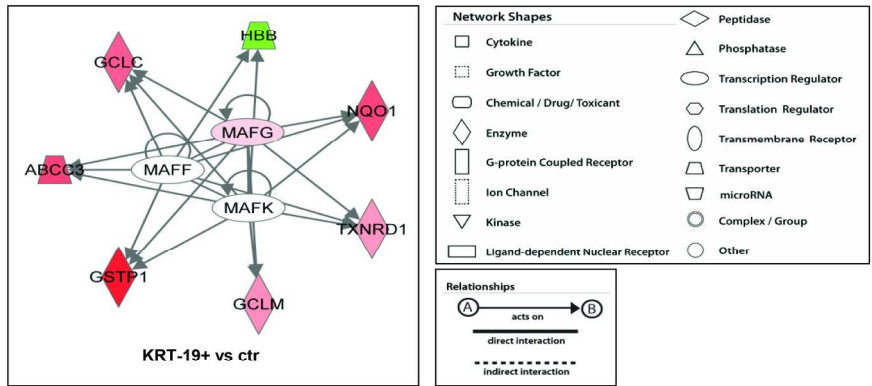 HBB
GCLC
NQO1
MAFG
ABCC3
MAFF
MAFK
TXNRD1
GSTP1
GCLM
KRT-19+ vs ctr
Network Shapes
Cytokine
Growth Factor
Chemical / Drug/ Toxicant
Enzyme
G-protein Coupled Receptor
Ion Channel
Kinase
Ligand-dependent Nuclear Receptor
Peptidase
Phosphatase
Transcription Regulator
Translation Regulator
Transmembrane Receptor
Transporter
microRNA
Complex / Group
Other
Relationships
A
B
acts on
direct interaction
indirect interaction